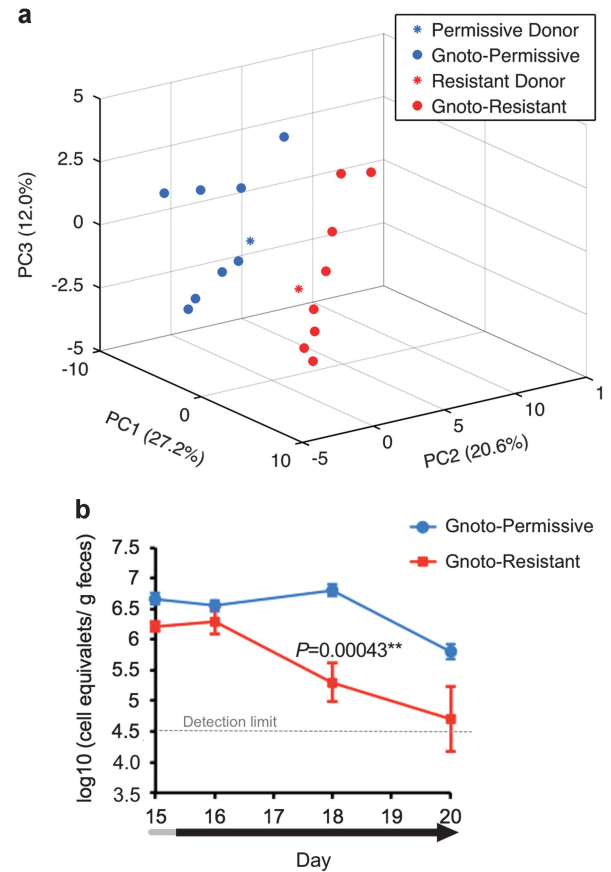 a
Permissive Donor
Gnoto-Permissive
Resistant Donor
Gnoto-Resistant
5
2.5
0
-2.5
-5
PC3 (12.0%)
-10
0
10
PC1 (27.2%)
-5
0
5
10
1
PC2 (20.6%)
b
Gnoto-Permissive
Gnoto-Resistant
7.5
7
6.5
6
5.5
5
4.5
4.0
3.5
log10 (cell equivalets/ g feces)
P=0.00043**
Detection limit
15 16 17 18 19 20
Day